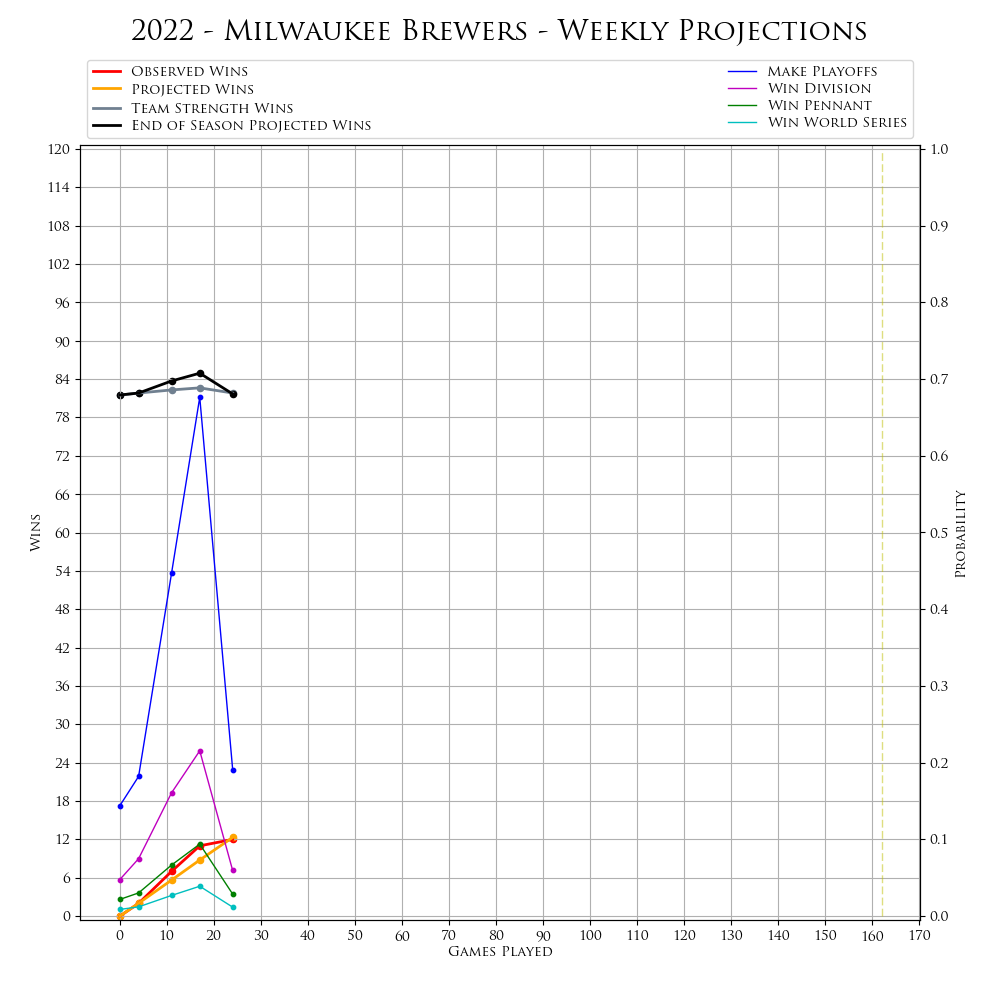 2022 - Milwaukee Brewers - Weekly Projections
Observed Wins
Projected Wins
Team Strength Wins
End of Season Projected Wins
Make Playoffs
Win Division
Win Pennant
Win World Series
120
114
108
102
96
90
84
78
72
66
60
54
48
42
36
30
24
18
12
6
0
Wins
1.0
0.9
0.8
0.7
0.6
0.5
0.4
0.3
0.2
0.1
0.0
Probability
0 10 20 30 40 50 60 70 80 90 100 110 120 130 140 150 160 170
Games Played